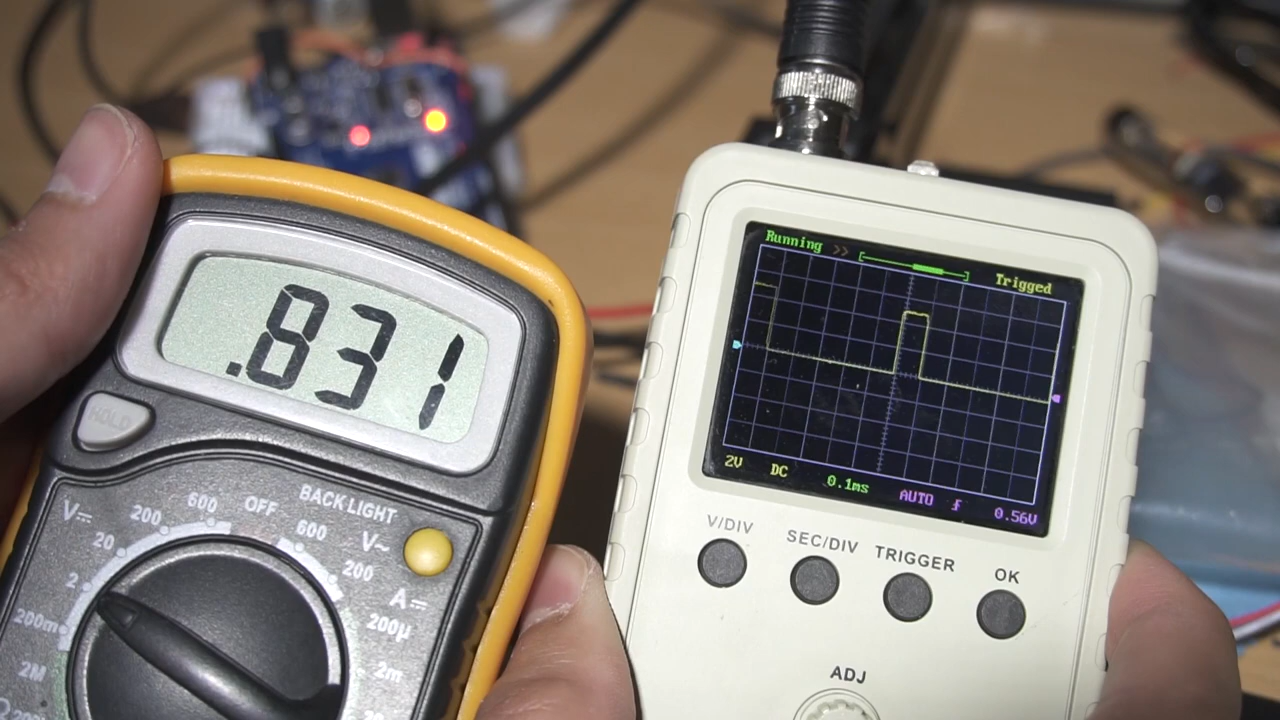 .831
HOLD
OFF
BACK LIGHT
V⎓
600
200
20
2
200m
2M
600
V~
200
A⎓
200µ
2m
20
Running >>
Trigged
2V
DC
0.1ms
AUTO
0.56V
V/DIV
SEC/DIV
TRIGGER
OK
ADJ